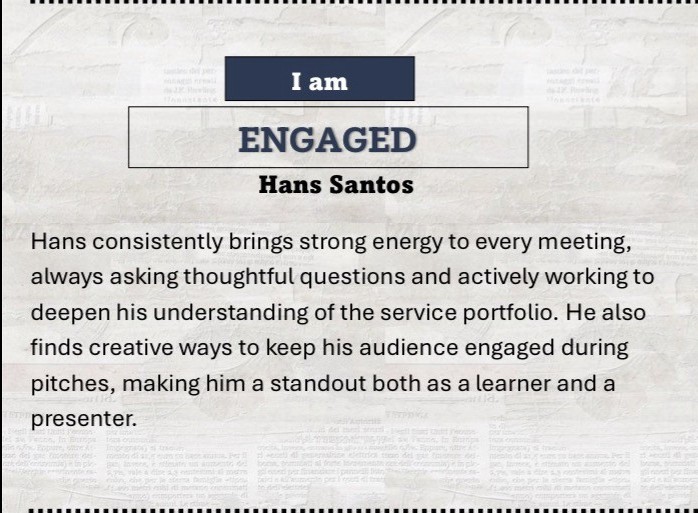 I am
ENGAGED
Hans Santos
Hans consistently brings strong energy to every meeting,
always asking thoughtful questions and actively working to
deepen his understanding of the service portfolio. He also
finds creative ways to keep his audience engaged during
pitches, making him a standout both as a learner and a
presenter.